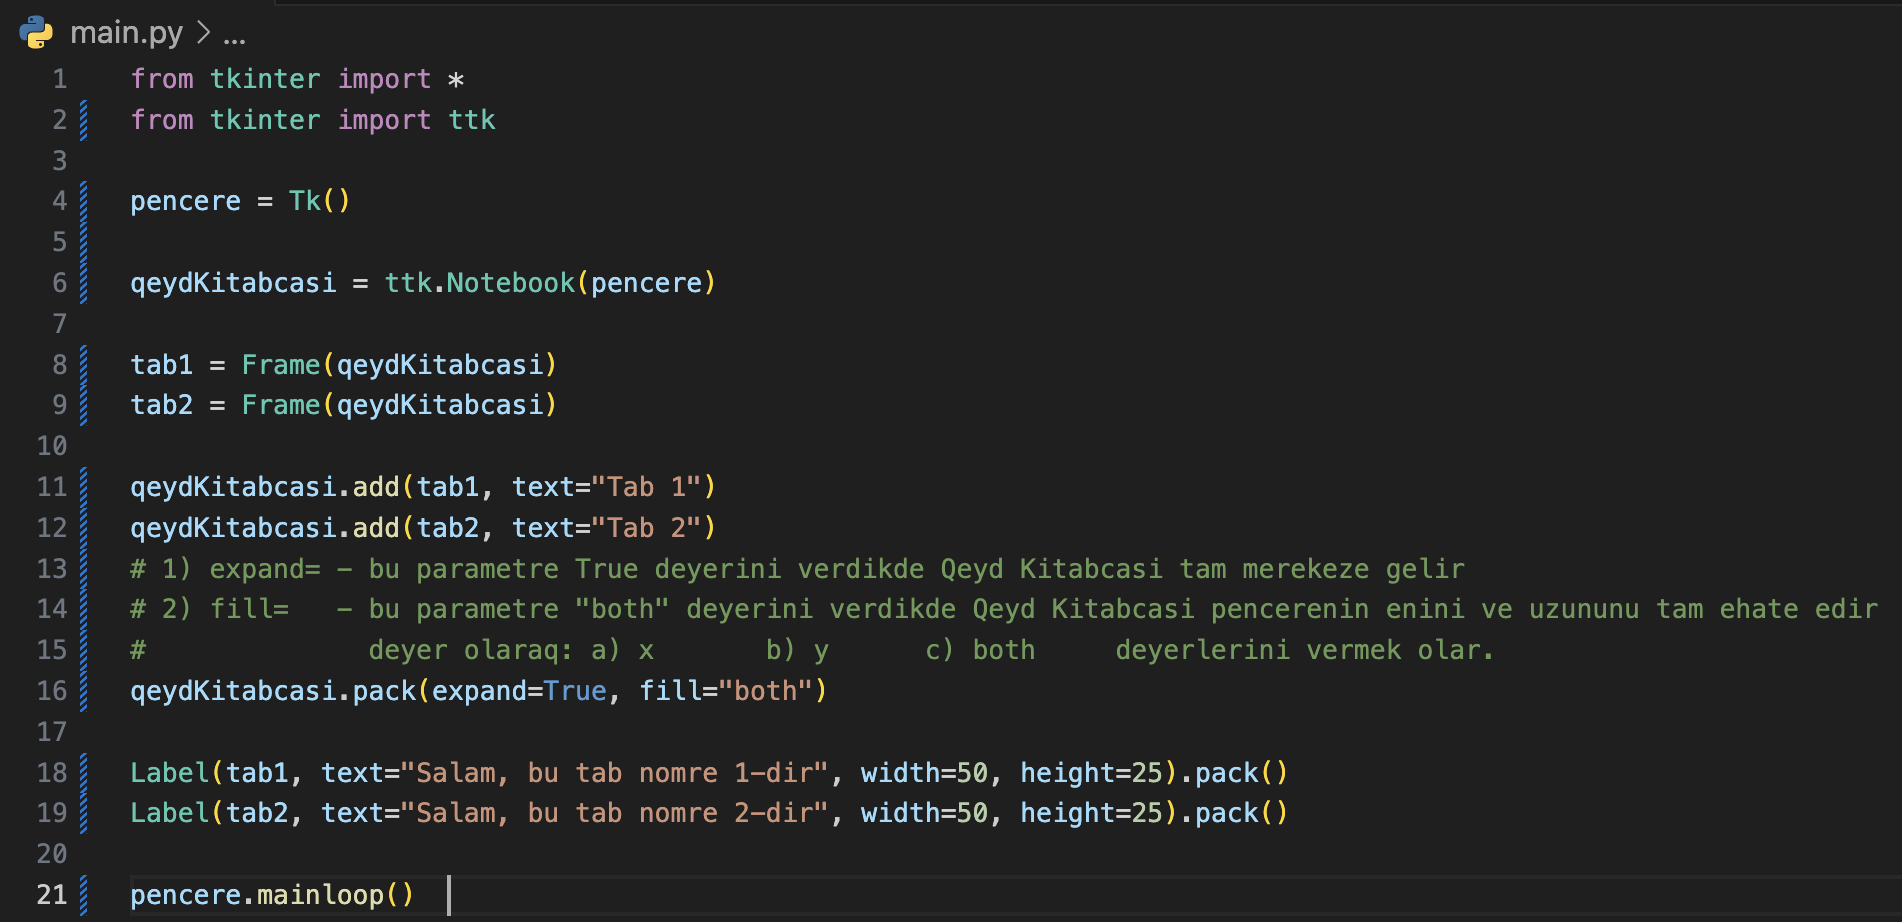 main.py > ...
1 from tkinter import *
2 from tkinter import ttk
3
4 pencere = Tk()
5
6 qeydKitabcasi = ttk.Notebook(pencere)
7
8 tab1 = Frame(qeydKitabcasi)
9 tab2 = Frame(qeydKitabcasi)
10
11 qeydKitabcasi.add(tab1, text="Tab 1")
12 qeydKitabcasi.add(tab2, text="Tab 2")
13 # 1) expand= - bu parametre True deyerini verdikde Qeyd Kitabcasi tam merekeze gelir
14 # 2) fill=   - bu parametre "both" deyerini verdikde Qeyd Kitabcasi pencerenin enini ve uzununu tam ehate edir
15 #              deyer olaraq: a) x       b) y      c) both     deyerlerini vermek olar.
16 qeydKitabcasi.pack(expand=True, fill="both")
17
18 Label(tab1, text="Salam, bu tab nomre 1-dir", width=50, height=25).pack()
19 Label(tab2, text="Salam, bu tab nomre 2-dir", width=50, height=25).pack()
20
21 pencere.mainloop()